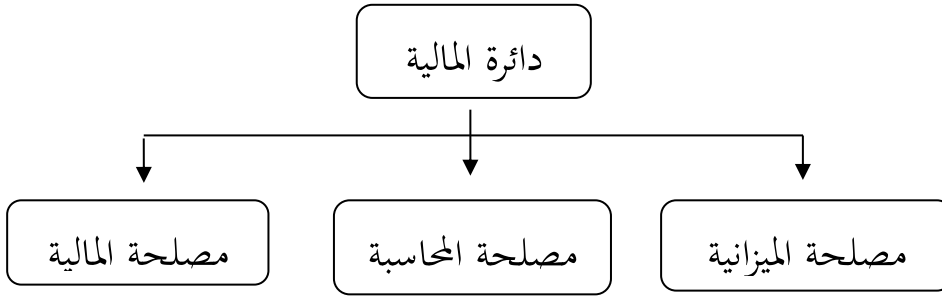 دائرة المالية
مصلحة الميزانية
مصلحة المحاسبة
مصلحة المالية